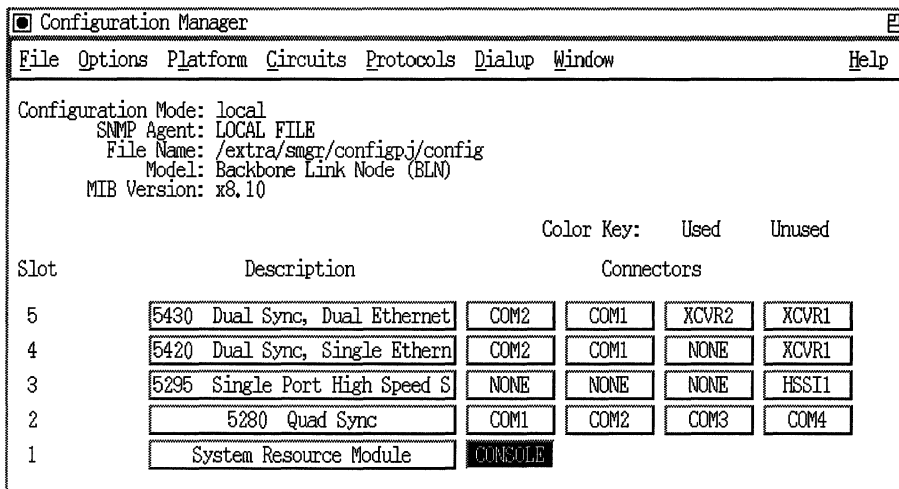 Configuration Manager
File Options Platform Circuits Protocols Dialup Window Help
Configuration Mode: local
SNMP Agent: LOCAL FILE
File Name: /extra/smgr/configpj/config
Model: Backbone Link Node (BLN)
MIB Version: x8.10
Color Key: Used Unused
Slot Description Connectors
5 5430 Dual Sync, Dual Ethernet COM2 COM1 XCVR2 XCVR1
4 5420 Dual Sync, Single Ethern COM2 COM1 NONE XCVR1
3 5295 Single Port High Speed S NONE NONE NONE HSSI1
2 5280 Quad Sync COM1 COM2 COM3 COM4
1 System Resource Module CONSOLE